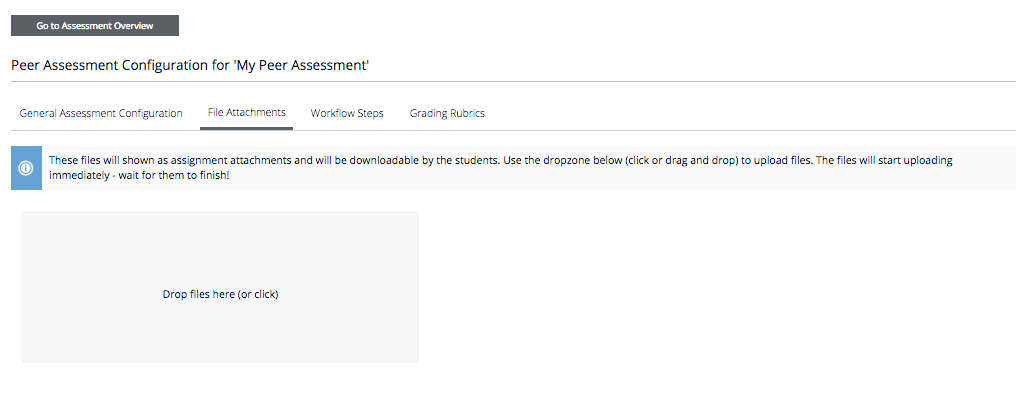 Go to Assessment Overview
Peer Assessment Configuration for 'My Peer Assessment'
General Assessment Configuration File Attachments Workflow Steps Grading Rubrics
These files will shown as assignment attachments and will be downloadable by the students. Use the dropzone below (click or drag and drop) to upload files. The files will start uploading
immediately - wait for them to finish!
Drop files here (or click)